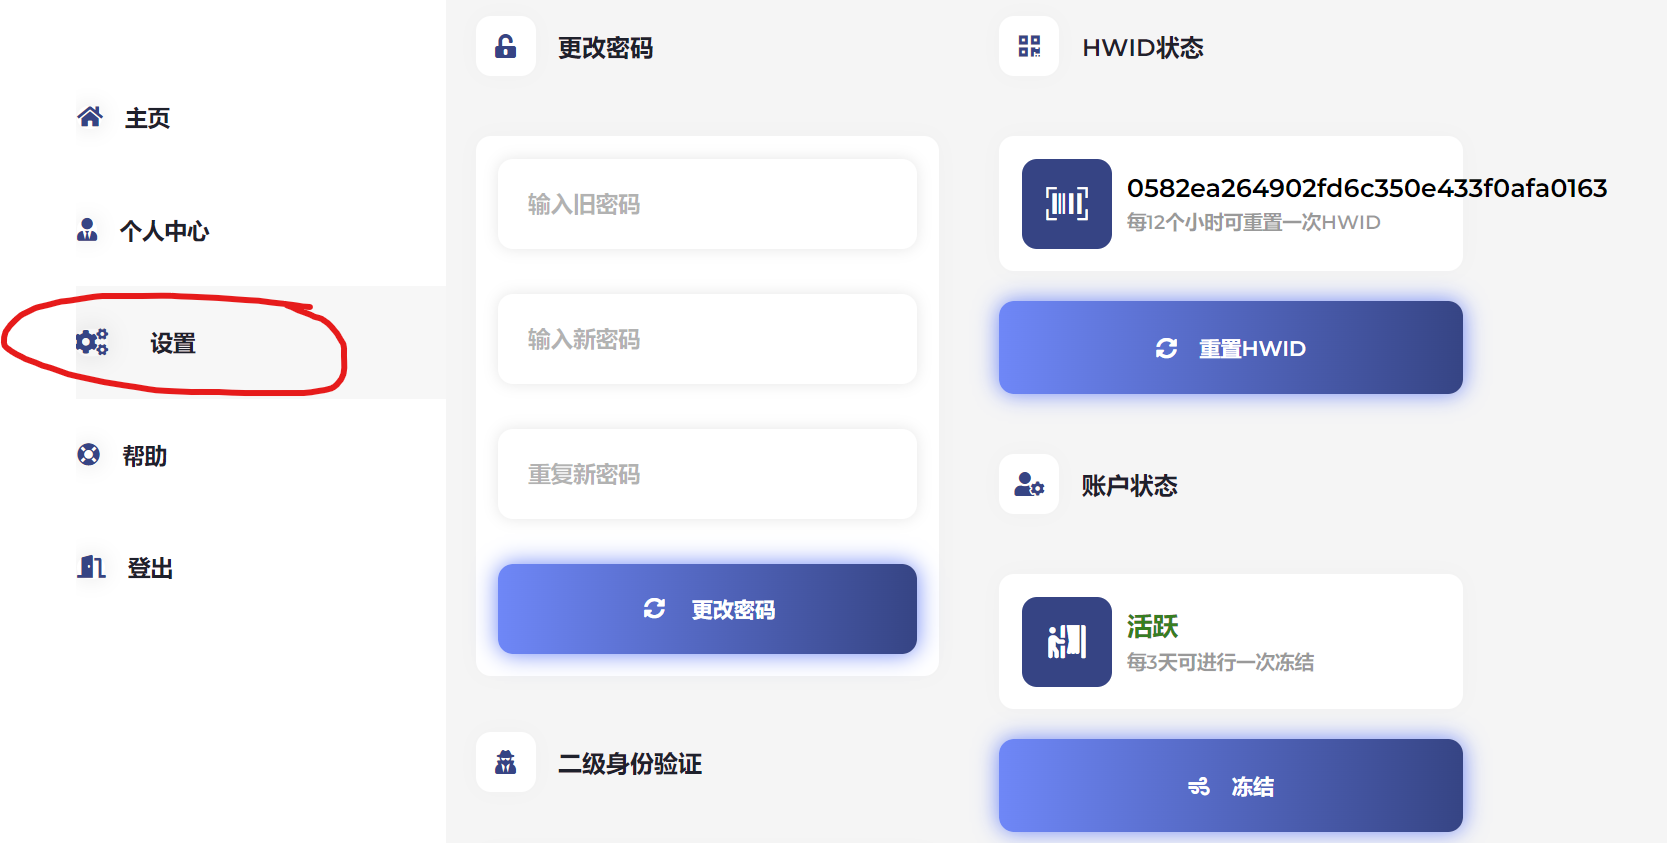 主页
个人中心
设置
帮助
登出
更改密码
输入旧密码
输入新密码
重复新密码
更改密码
二级身份验证
HWID状态
0582ea264902fd6c350e433f0afa0163
每12个小时可重置一次HWID
重置HWID
账户状态
活跃
每3天可进行一次冻结
冻结